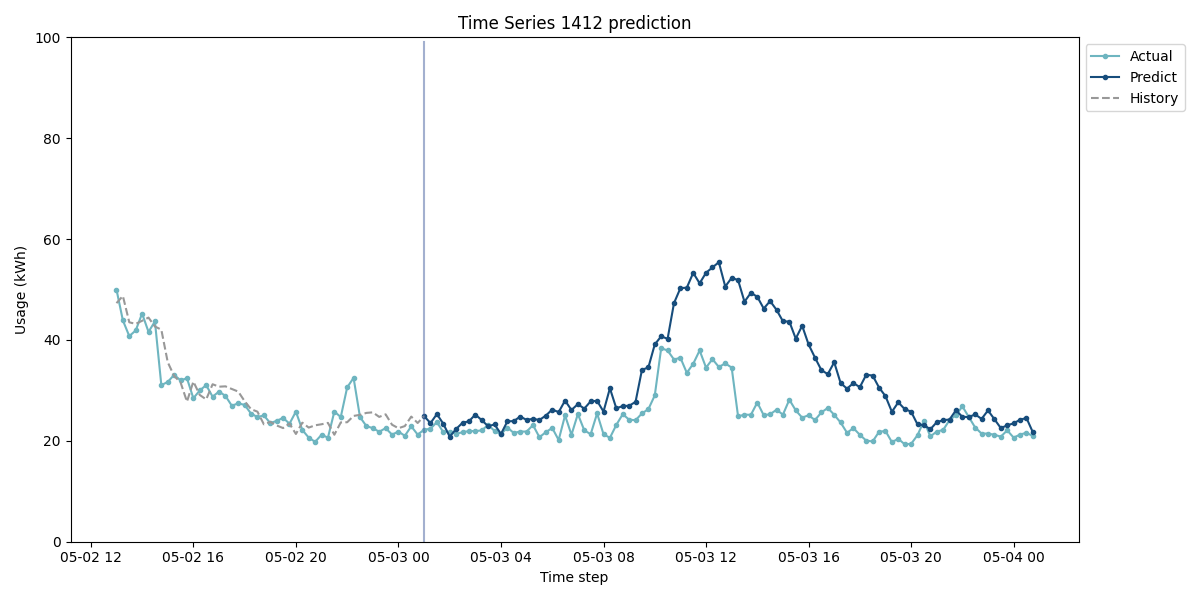 Time Series 1412 prediction
Usage (kWh)
100
80
60
40
20
0
05-02 12 05-02 16 05-02 20 05-03 00 05-03 04 05-03 08 05-03 12 05-03 16 05-03 20 05-04 00
Time step
Actual
Predict
History